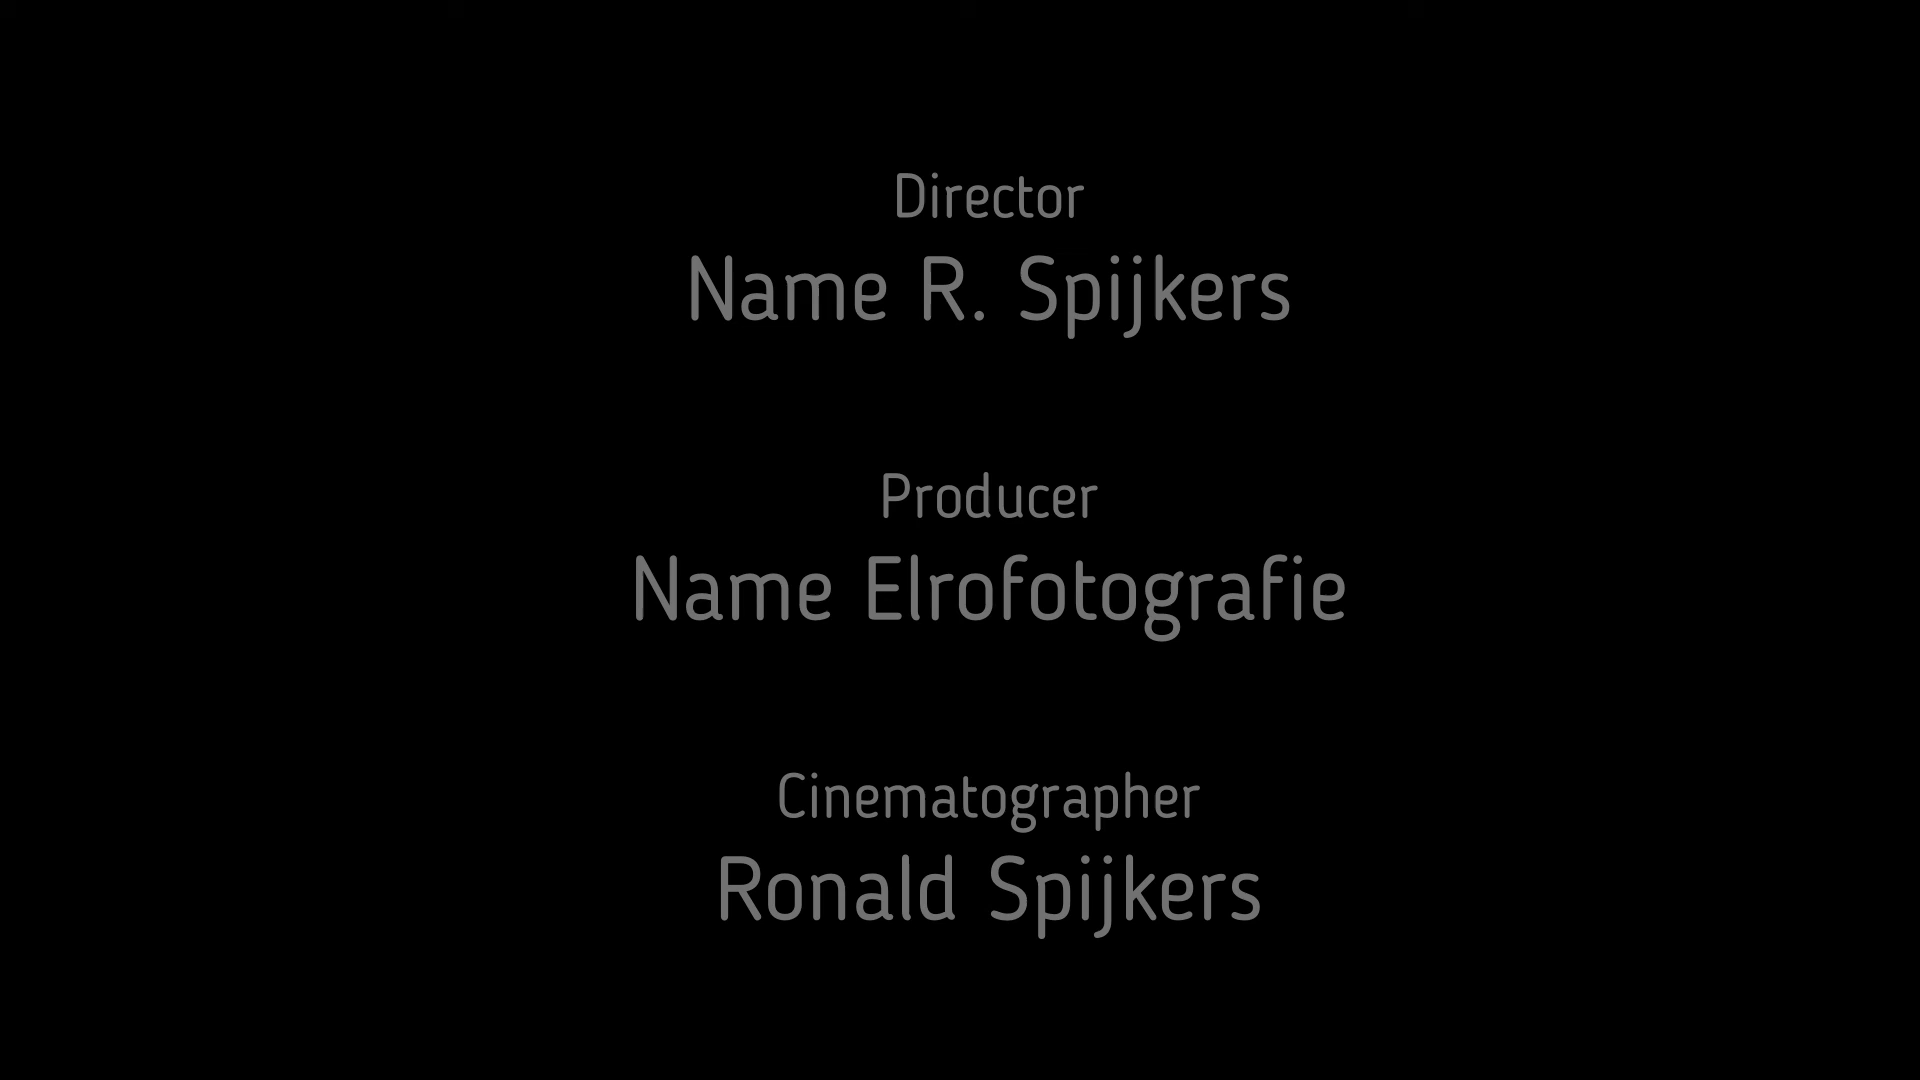 Director
Name R. Spijkers
Producer
Name Elrofotografie
Cinematographer
Ronald Spijkers